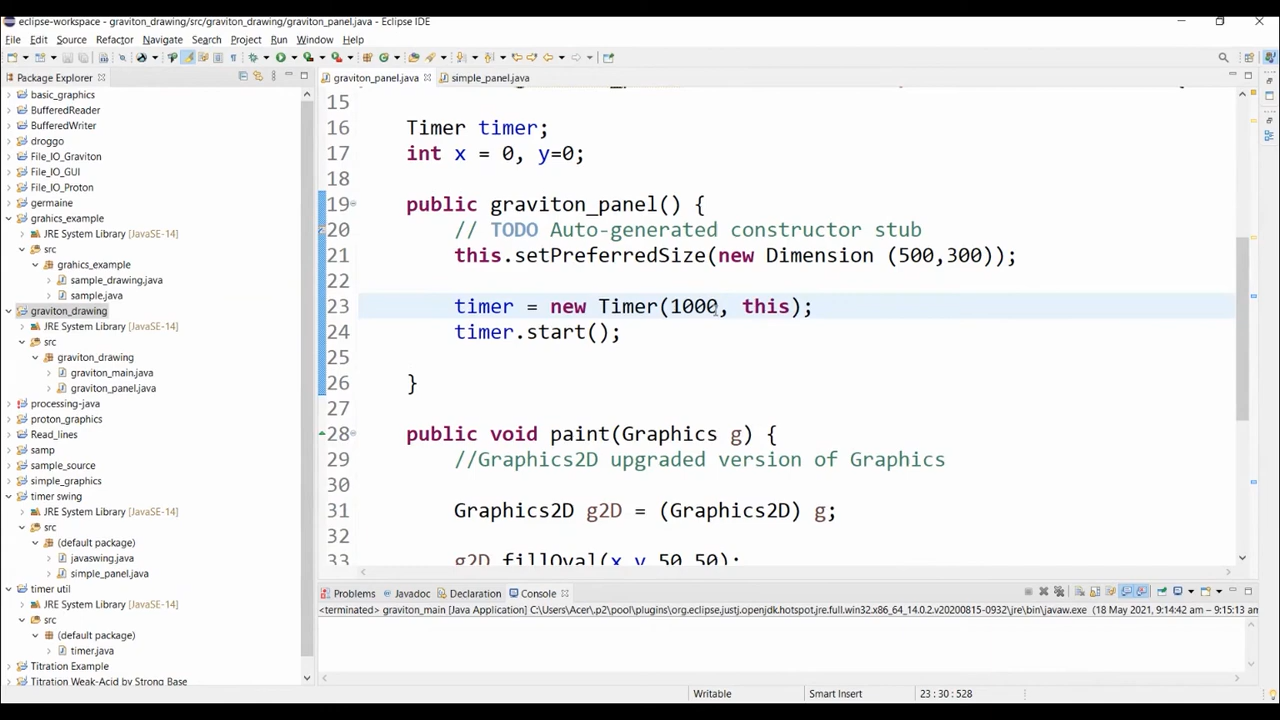 eclipse-workspace - graviton_drawing/src/graviton_drawing/graviton_panel.java - Eclipse IDE
File Edit Source Refactor Navigate Search Project Run Window Help
Package Explorer
basic_graphics
BufferedReader
BufferedWriter
droggo
File_IO_Graviton
File_IO_GUI
File_IO_Proton
germaine
grahics_example
JRE System Library [JavaSE-14]
src
grahics_example
sample_drawing.java
sample.java
graviton_drawing
JRE System Library [JavaSE-14]
src
graviton_drawing
graviton_main.java
graviton_panel.java
processing-java
proton_graphics
Read_lines
samp
sample_source
simple_graphics
timer swing
JRE System Library [JavaSE-14]
src
(default package)
javaswing.java
simple_panel.java
timer util
JRE System Library [JavaSE-14]
src
(default package)
timer.java
Titration Example
Titration Weak-Acid by Strong Base
graviton_panel.java simple_panel.java
15
16 Timer timer;
17 int x = 0, y=0;
18
19 public graviton_panel() {
20 // TODO Auto-generated constructor stub
21 this.setPreferredSize(new Dimension (500,300));
22
23 timer = new Timer(1000, this);
24 timer.start();
25
26 }
27
28 public void paint(Graphics g) {
29 //Graphics2D upgraded version of Graphics
30
31 Graphics2D g2D = (Graphics2D) g;
32
33 g2D fillOval(x,y,50,50);
Problems Javadoc Declaration Console
<terminated> graviton_main [Java Application] C:\Users\Acer\.p2\pool\plugins\org.eclipse.justj.openjdk.hotspot.jre.full.win32.x86_64_14.0.2.v20200815-0932\jre\bin\javaw.exe (18 May 2021, 9:14:42 am – 9:15:13
Writable Smart Insert 23 : 30 : 528